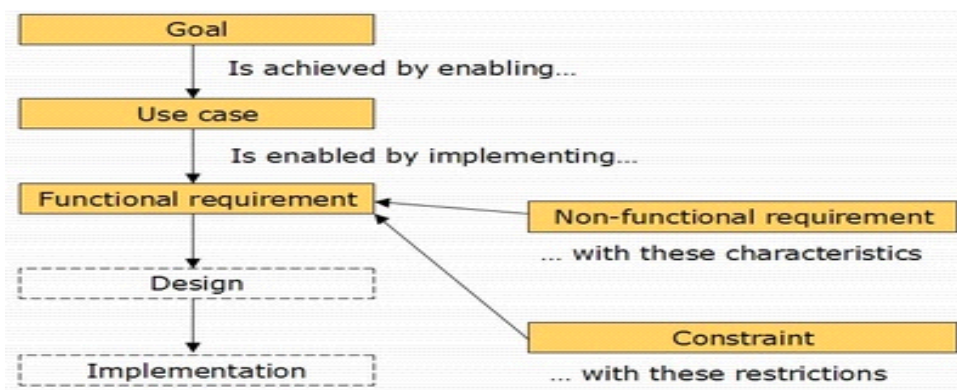 Goal
Is achieved by enabling...
Use case
Is enabled by implementing...
Functional requirement
Non-functional requirement
... with these characteristics
Design
Constraint
... with these restrictions
Implementation